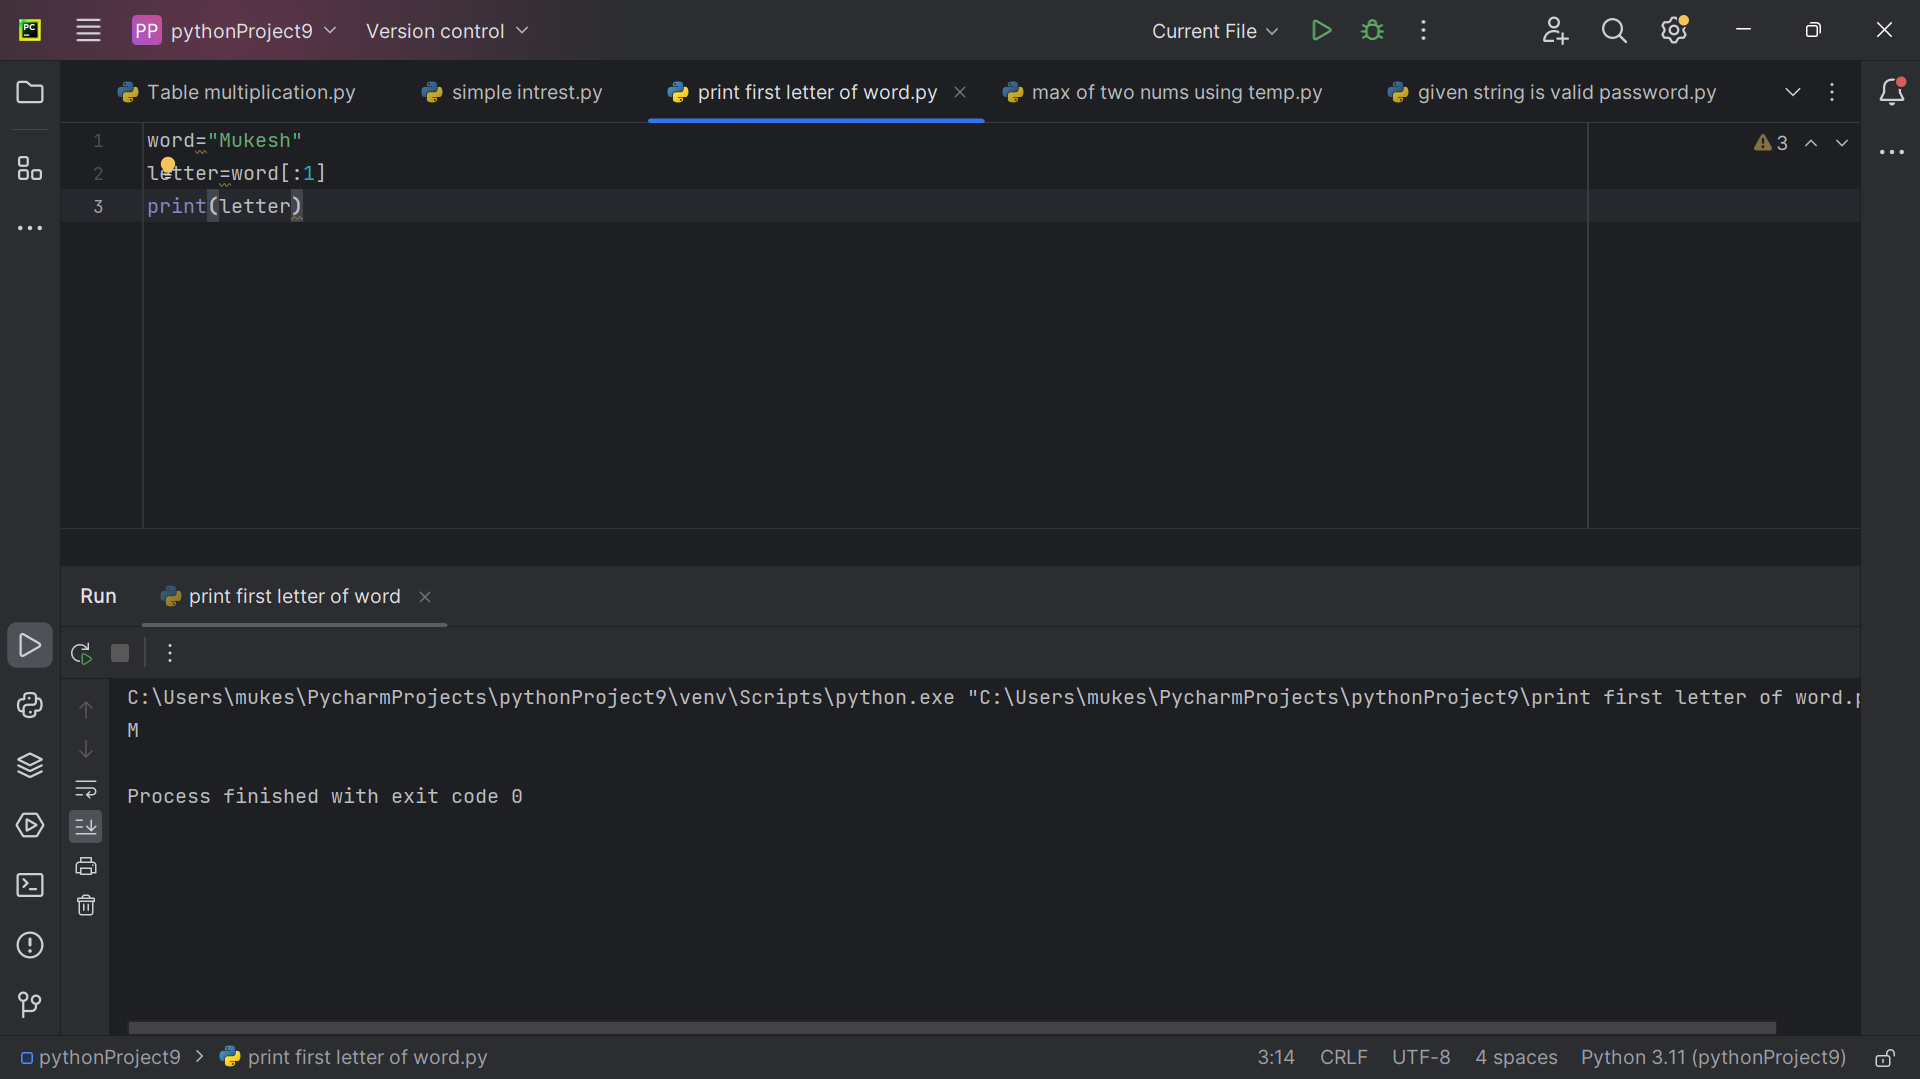 PC
PP pythonProject9 Version control Current File
Table multiplication.py simple intrest.py print first letter of word.py max of two nums using temp.py given string is valid password.py
1 word="Mukesh" 3
2 letter=word[:1]
3 print(letter)
Run print first letter of word
C:\Users\mukes\PycharmProjects\pythonProject9\venv\Scripts\python.exe "C:\Users\mukes\PycharmProjects\pythonProject9\print first letter of word.p
M
Process finished with exit code 0
pythonProject9 > print first letter of word.py 3:14 CRLF UTF-8 4 spaces Python 3.11 (pythonProject9)